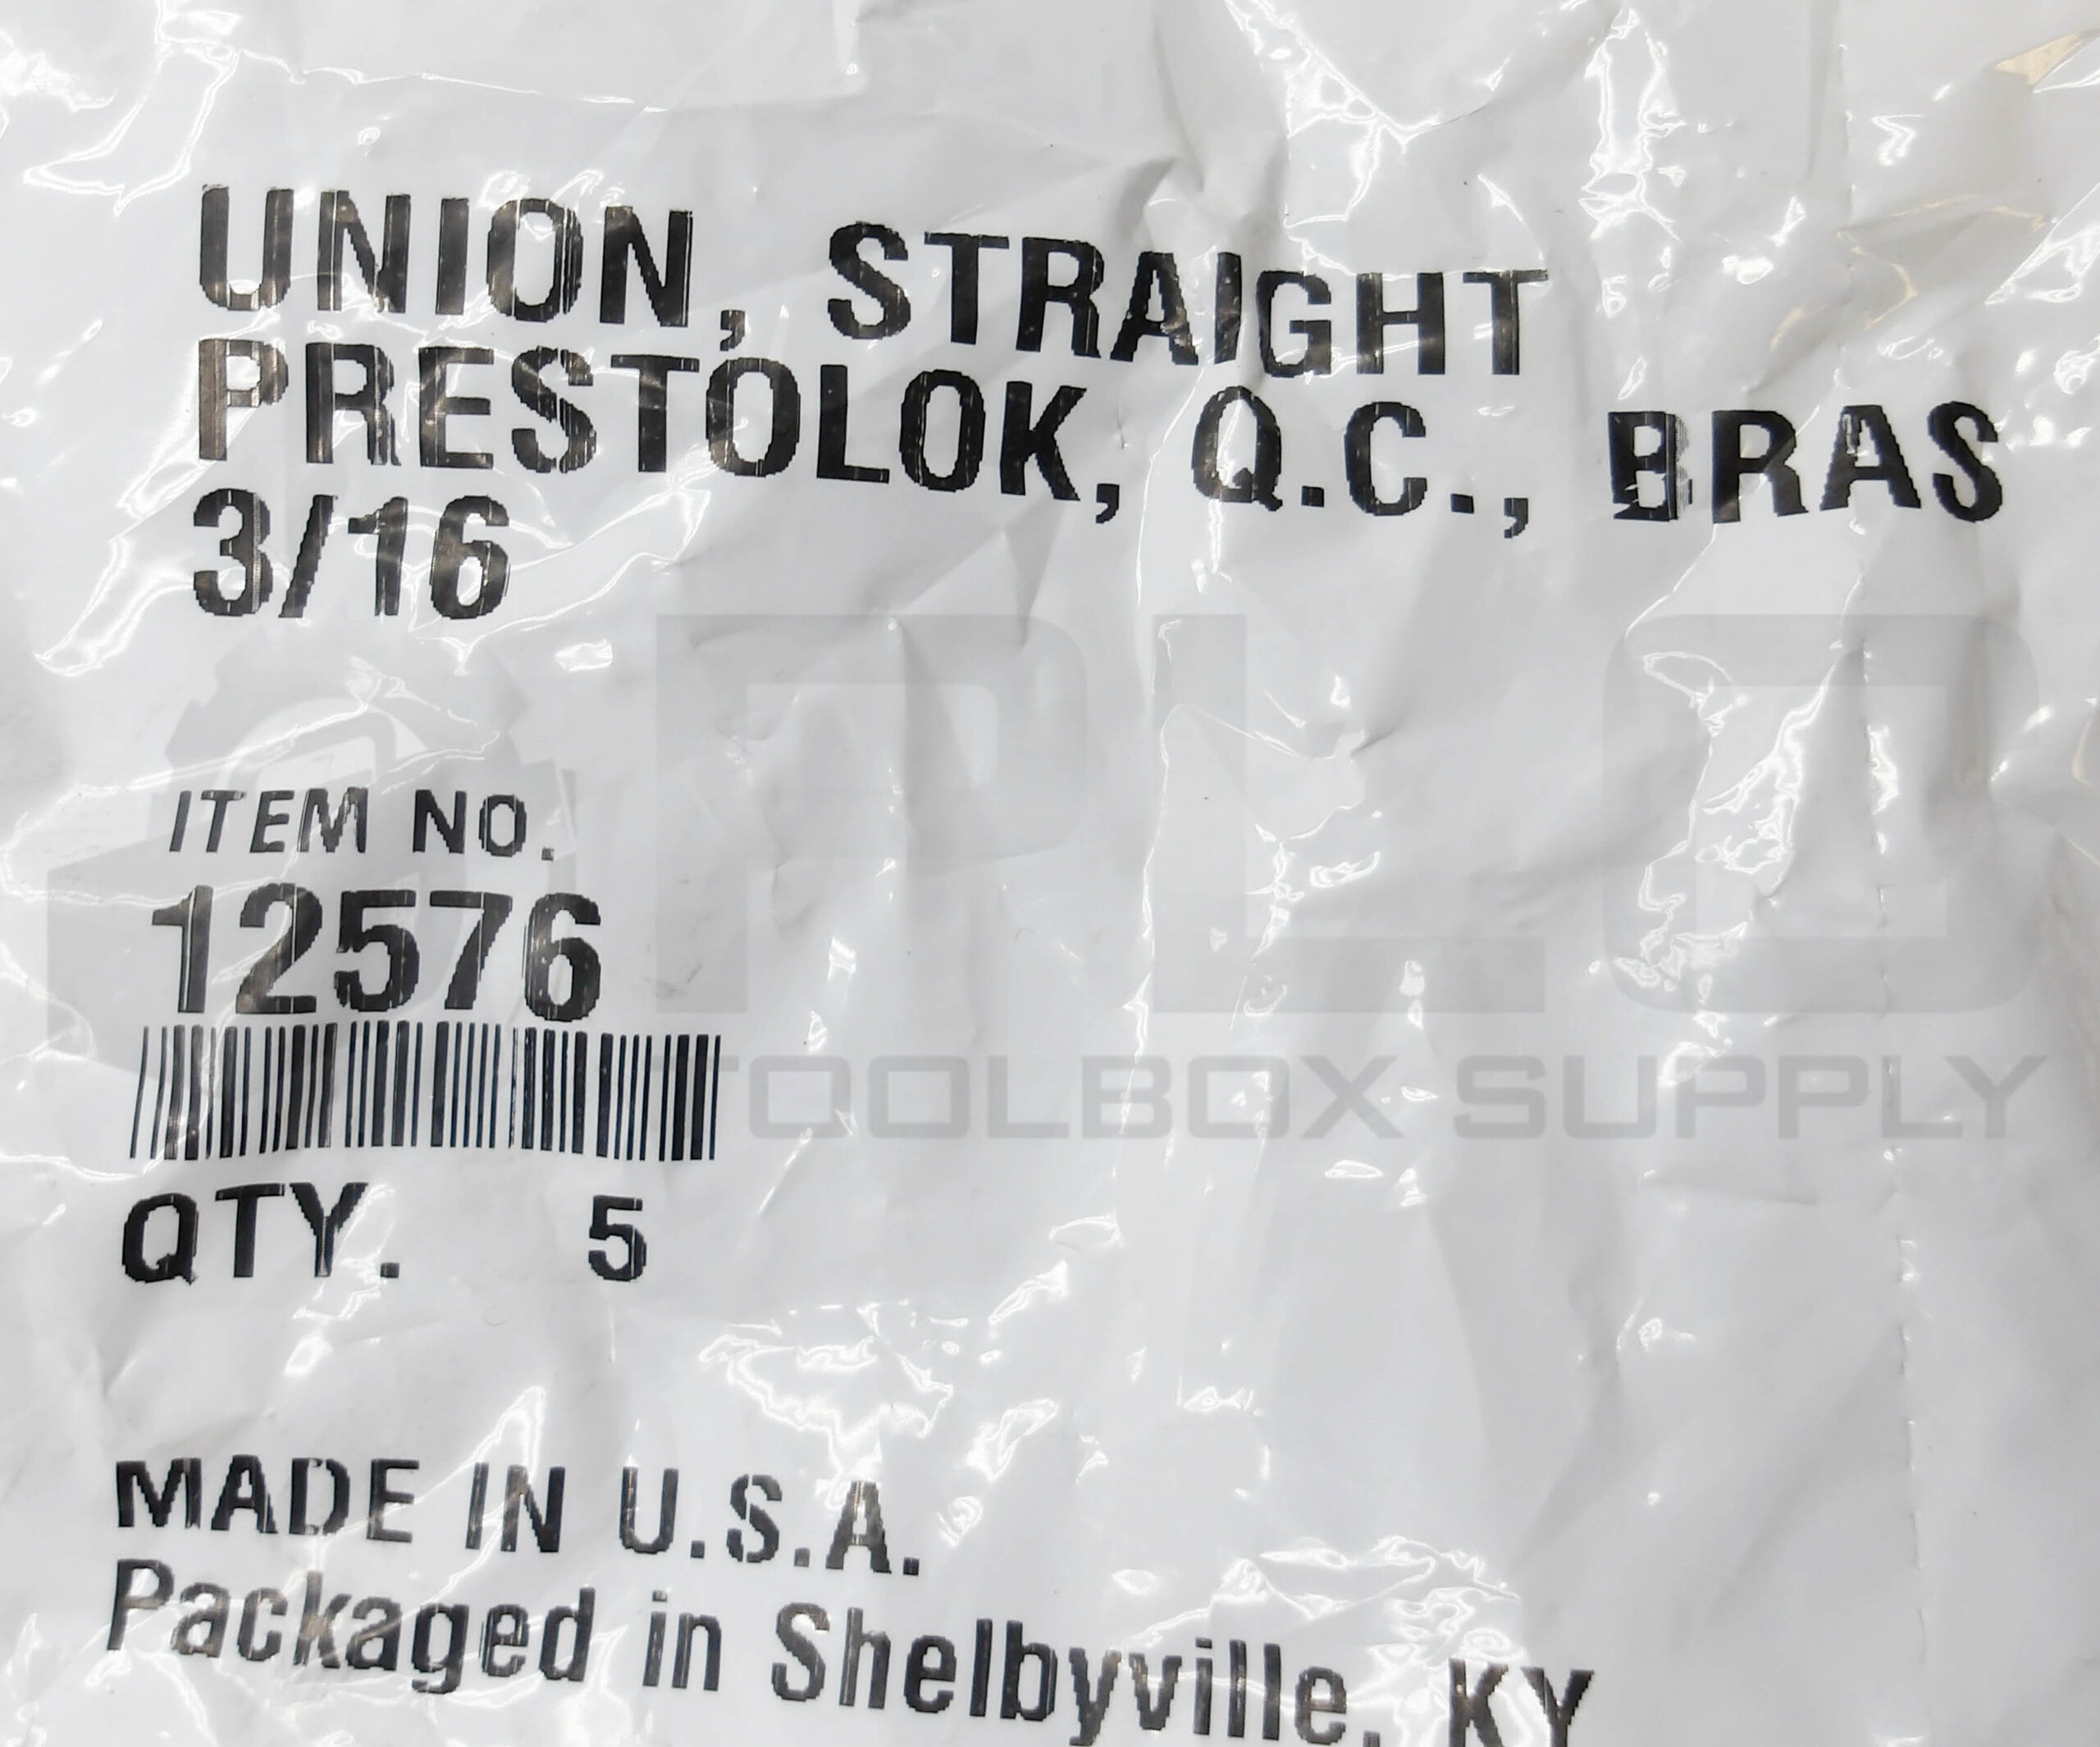 UNION, STRAIGHT
PRESTOLOK, Q.C., BRAS
3/16
ITEM NO.
12576
QTY. 5
MADE IN U.S.A.
Packaged in Shelbyville, KY
PLC
TOOLBOX SUPPLY